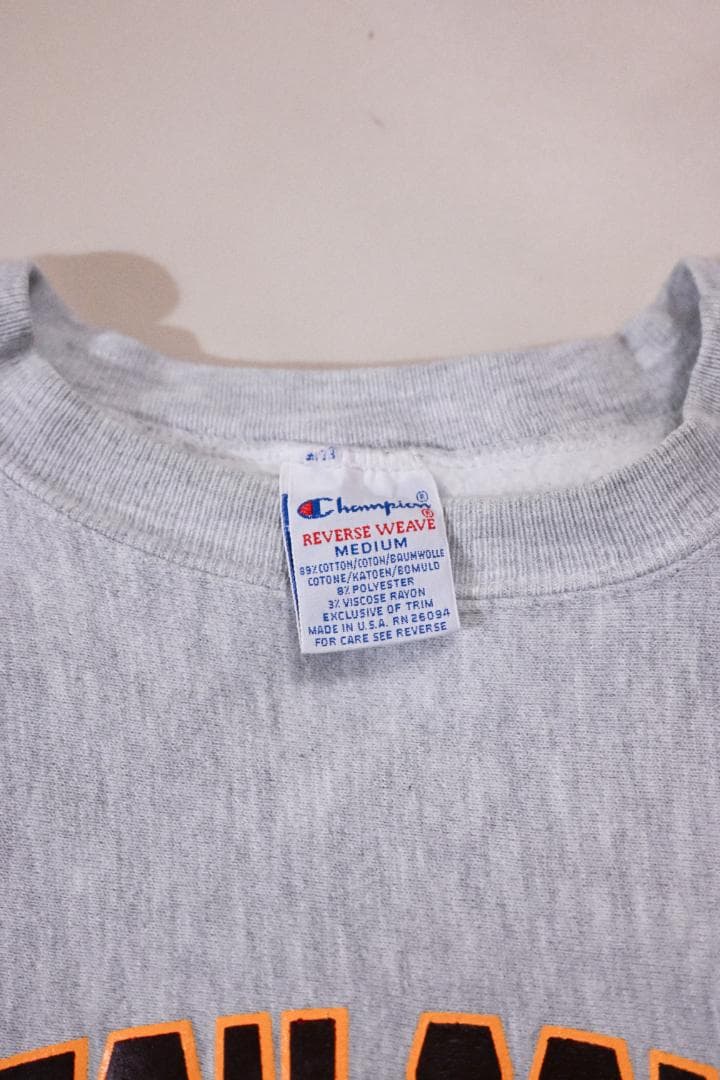 Champion®
REVERSE WEAVE®
MEDIUM
89% COTTON/COTON/BAUMWOLLE
COTONE/KATOEN/BOMULD
8% POLYESTER
3% VISCOSE RAYON
EXCLUSIVE OF TRIM
MADE IN U.S.A. RN 26094
FOR CARE SEE REVERSE